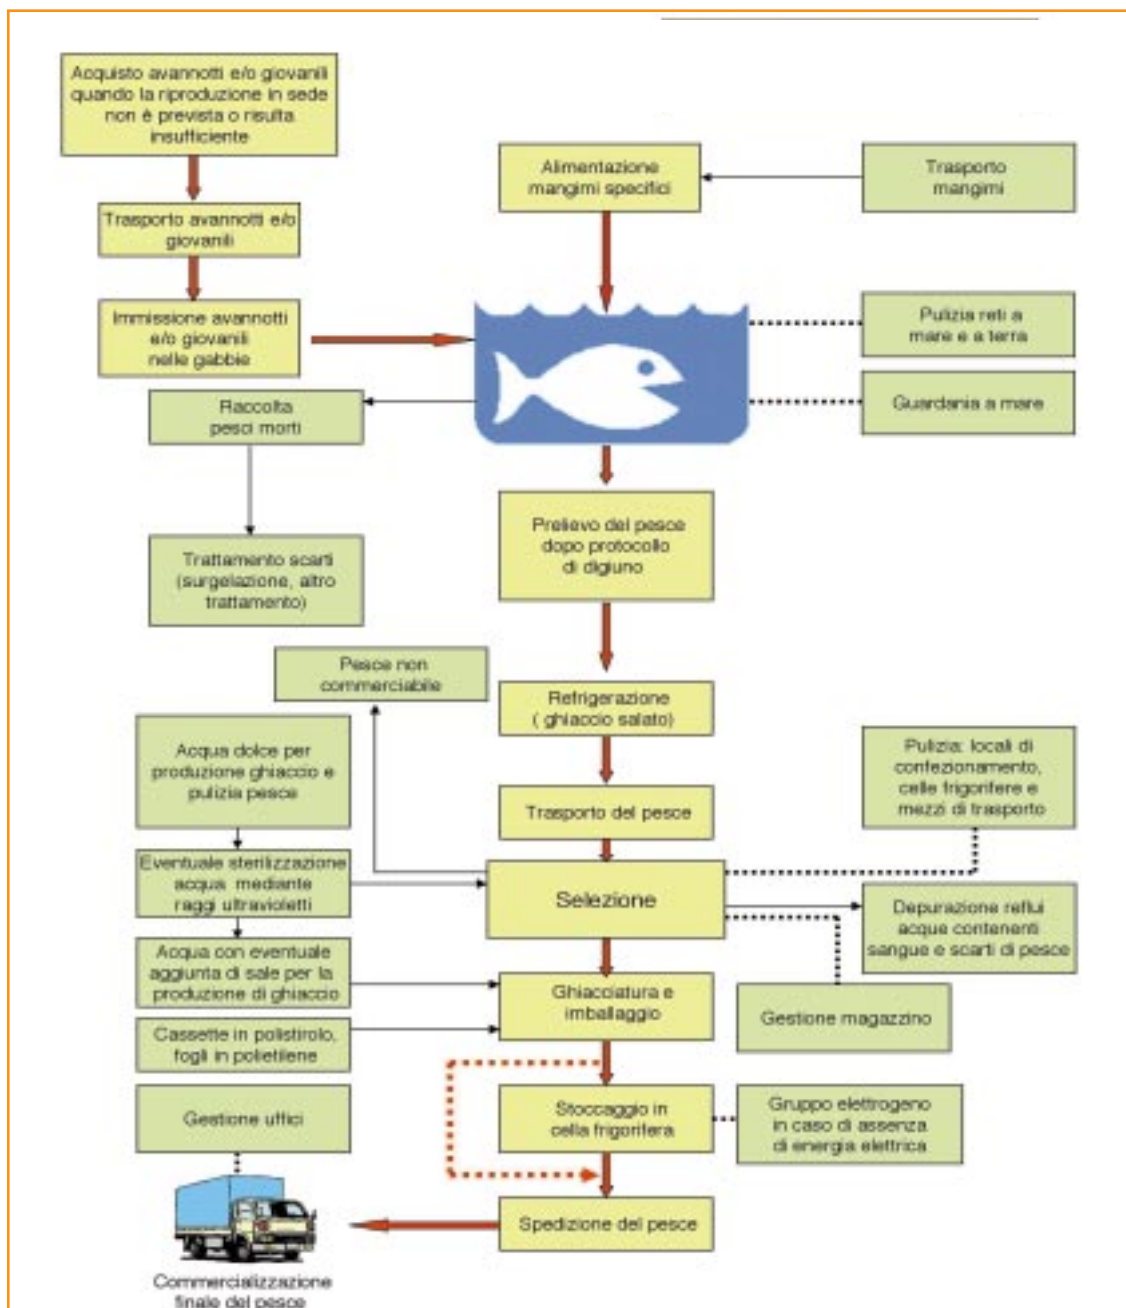 Acquisto avannotti e/o giovanili
quando la riproduzione in sede
non è prevista o risulta
insufficiente
Trasporto avannotti e/o
giovanili
Immissione avannotti
e/o giovanili
nelle gabbie
Alimentazione
mangimi specifici
Trasporto
mangimi
Pulizia reti a
mare e a terra
Guardania a mare
Raccolta
pesci morti
Trattamento scarti
(surgelazione, altro
trattamento)
Prelievo del pesce
dopo protocollo
di digiuno
Pesce non
commerciabile
Refrigerazione
( ghiaccio salato)
Acqua dolce per
produzione ghiaccio e
pulizia pesce
Trasporto del pesce
Pulizia: locali di
confezionamento,
celle frigorifere e
mezzi di trasporto
Eventuale sterilizzazione
acqua mediante
raggi ultravioletti
Selezione
Depurazione reflui
acque contenenti
sangue e scarti di pesce
Acqua con eventuale
aggiunta di sale per la
produzione di ghiaccio
Ghiacciatura e
imballaggio
Gestione magazzino
Cassette in polistirolo,
fogli in polietilene
Gestione uffici
Stoccaggio in
cella frigorifera
Gruppo elettrogeno
in caso di assenza
di energia elettrica
Spedizione del pesce
Commercializzazione
finale del pesce